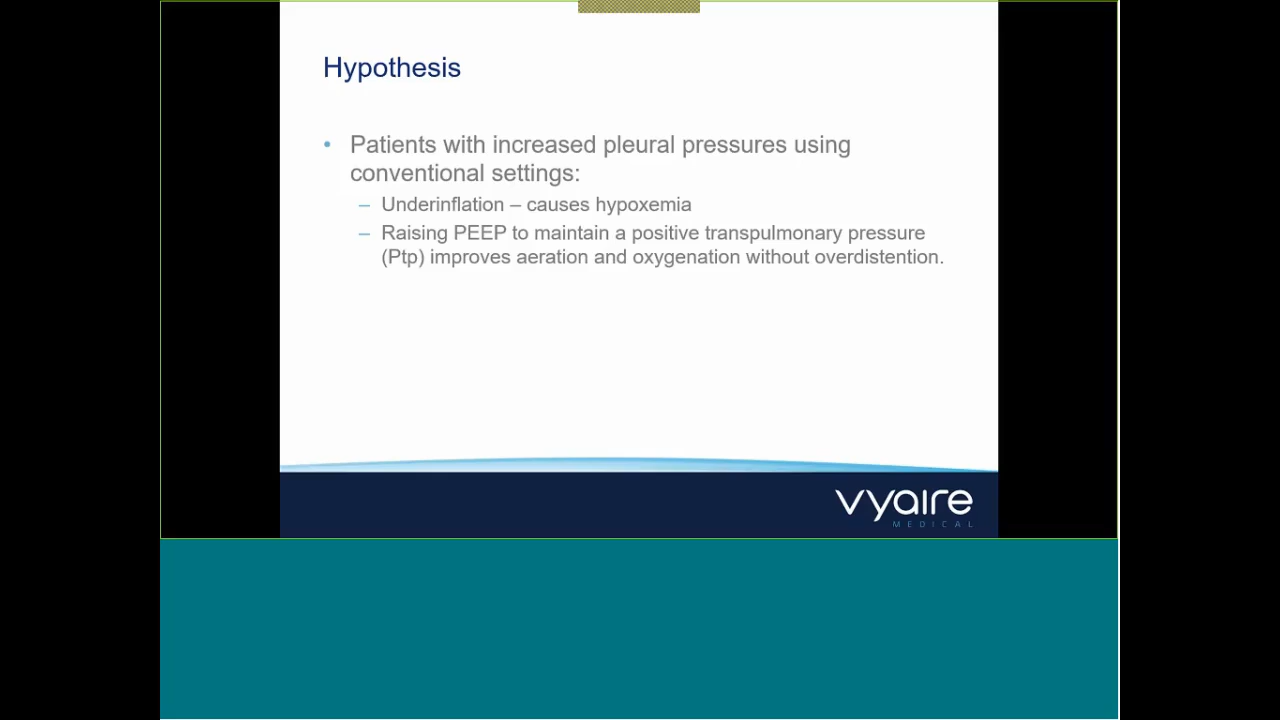 Hypothesis
• Patients with increased pleural pressures using
conventional settings:
– Underinflation – causes hypoxemia
– Raising PEEP to maintain a positive transpulmonary pressure
(Ptp) improves aeration and oxygenation without overdistention.
vyaire
MEDICAL